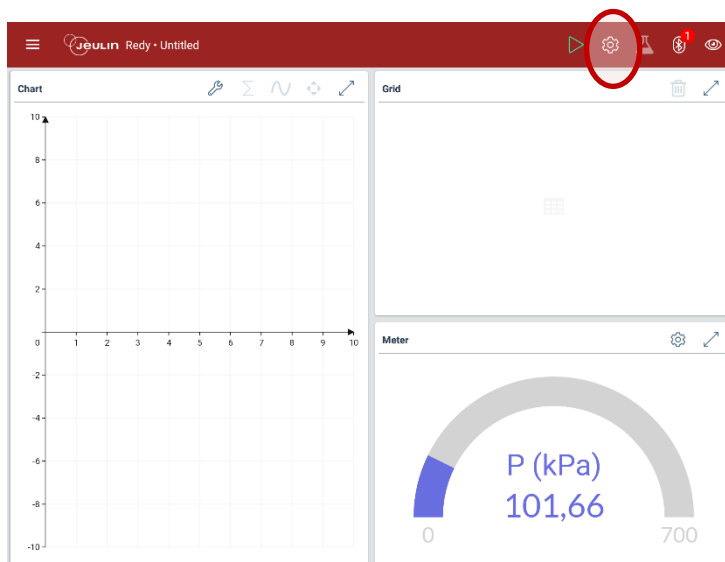 Jeulin Redy • Untitled
1
Chart
10
8
6
4
2
0 1 2 3 4 5 6 7 8 9 10
-2
-4
-6
-8
-10
Grid
Meter
P (kPa)
101,66
0 700